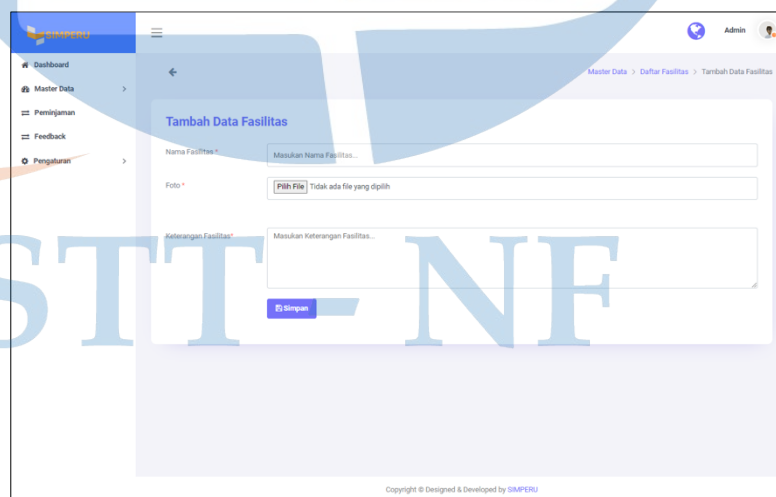 SIMPERU
Admin
Dashboard
Master Data
Peminjaman
Feedback
Pengaturan
Master Data > Daftar Fasilitas > Tambah Data Fasilitas
Tambah Data Fasilitas
Nama Fasilitas *
Masukan Nama Fasilitas...
Foto *
Pilih File Tidak ada file yang dipilih
Keterangan Fasilitas*
Masukan Keterangan Fasilitas...
Simpan
STT - NF
Copyright © Designed & Developed by SIMPERU